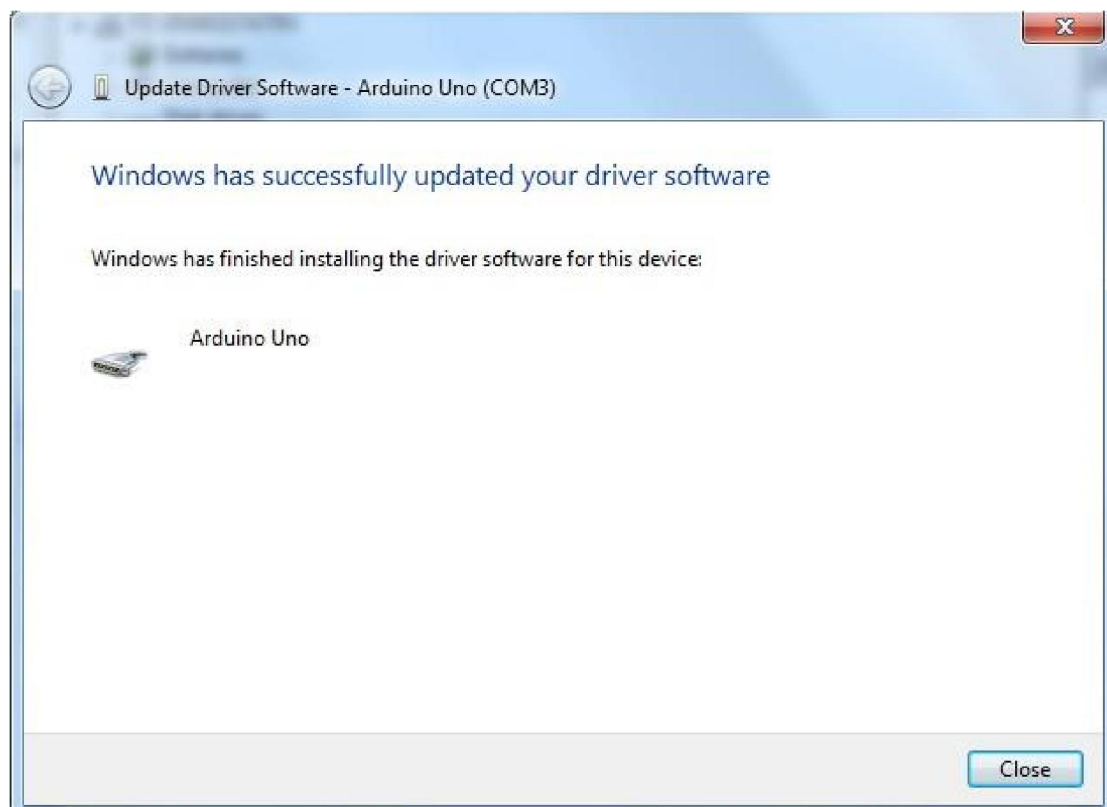 Update Driver Software - Arduino Uno (COM3)
Windows has successfully updated your driver software
Windows has finished installing the driver software for this device:
Arduino Uno
Close